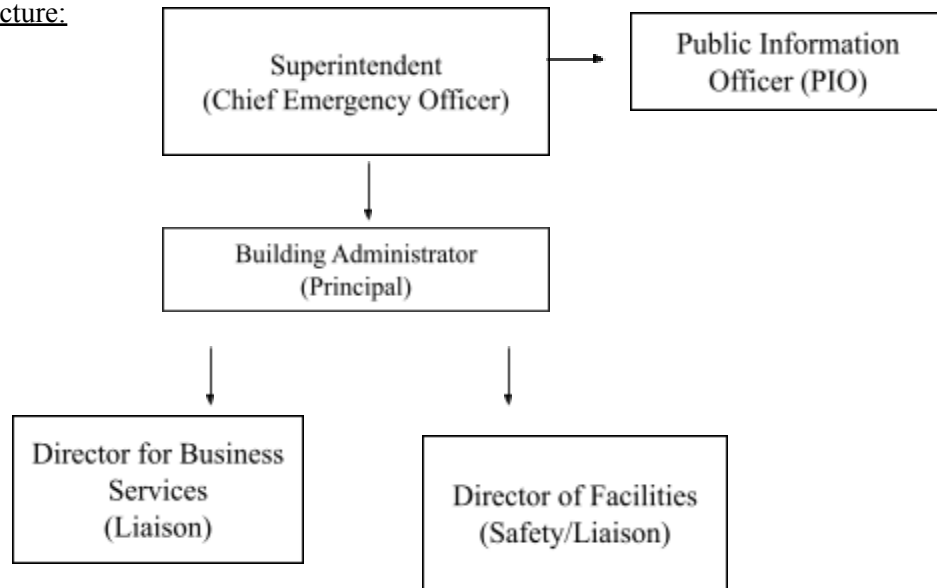 cture:
Superintendent
(Chief Emergency Officer)
Public Information
Officer (PIO)
Building Administrator
(Principal)
Director for Business
Services
(Liaison)
Director of Facilities
(Safety/Liaison)